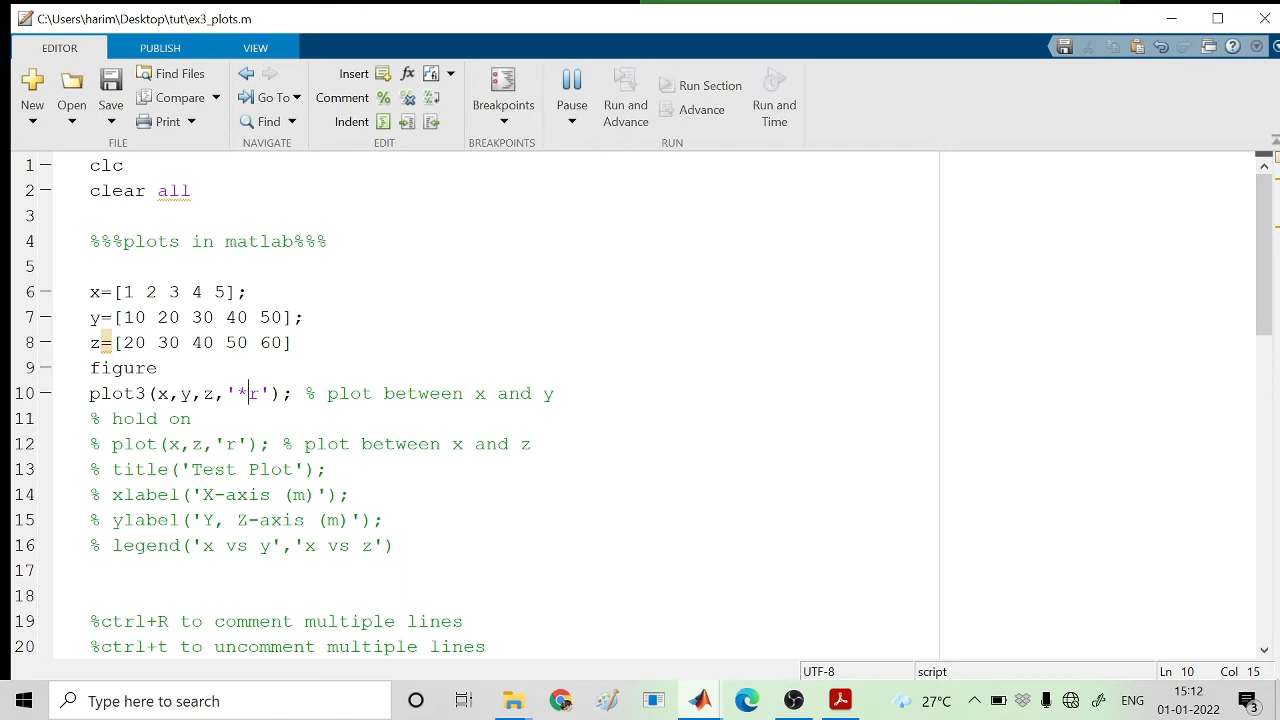 C:\Users\harim\Desktop\tut\ex3_plots.m
EDITOR PUBLISH VIEW
New Open Save Find Files Compare Print
FILE
Go To Find
NAVIGATE
Insert fx
Comment
Indent
EDIT
Breakpoints
BREAKPOINTS
Pause Run and Advance Run Section Advance Run and Time
RUN
1 clc
2 clear all
3
4 %%%plots in matlab%%%
5
6 x=[1 2 3 4 5];
7 y=[10 20 30 40 50];
8 z=[20 30 40 50 60]
9 figure
10 plot3(x,y,z,'*r'); % plot between x and y
11 % hold on
12 % plot(x,z,'r'); % plot between x and z
13 % title('Test Plot');
14 % xlabel('X-axis (m)');
15 % ylabel('Y, Z-axis (m)');
16 % legend('x vs y','x vs z')
17
18
19 %ctrl+R to comment multiple lines
20 %ctrl+t to uncomment multiple lines
UTF-8 script Ln 10 Col 15
Type here to search 27°C ENG 15:12
01-01-2022 3